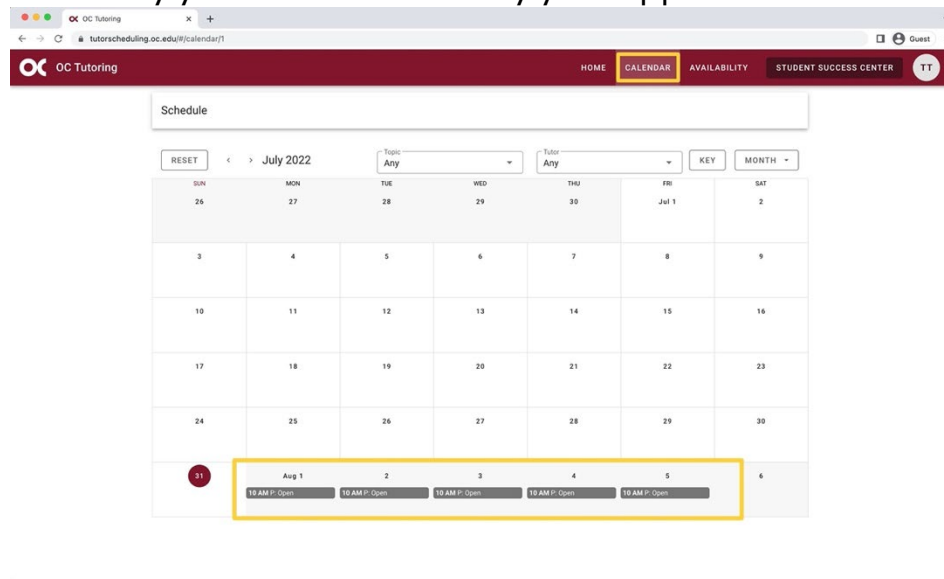 OC Tutoring
tutorscheduling.oc.edu/#/calendar/1
Guest
OC OC Tutoring HOME CALENDAR AVAILABILITY STUDENT SUCCESS CENTER TT
Schedule
RESET < > July 2022 Topic Any Tutor Any KEY MONTH
SUN MON TUE WED THU FRI SAT
26 27 28 29 30 Jul 1 2
3 4 5 6 7 8 9
10 11 12 13 14 15 16
17 18 19 20 21 22 23
24 25 26 27 28 29 30
31 Aug 1 2 3 4 5 6
10 AM P: Open 10 AM P: Open 10 AM P: Open 10 AM P: Open 10 AM P: Open